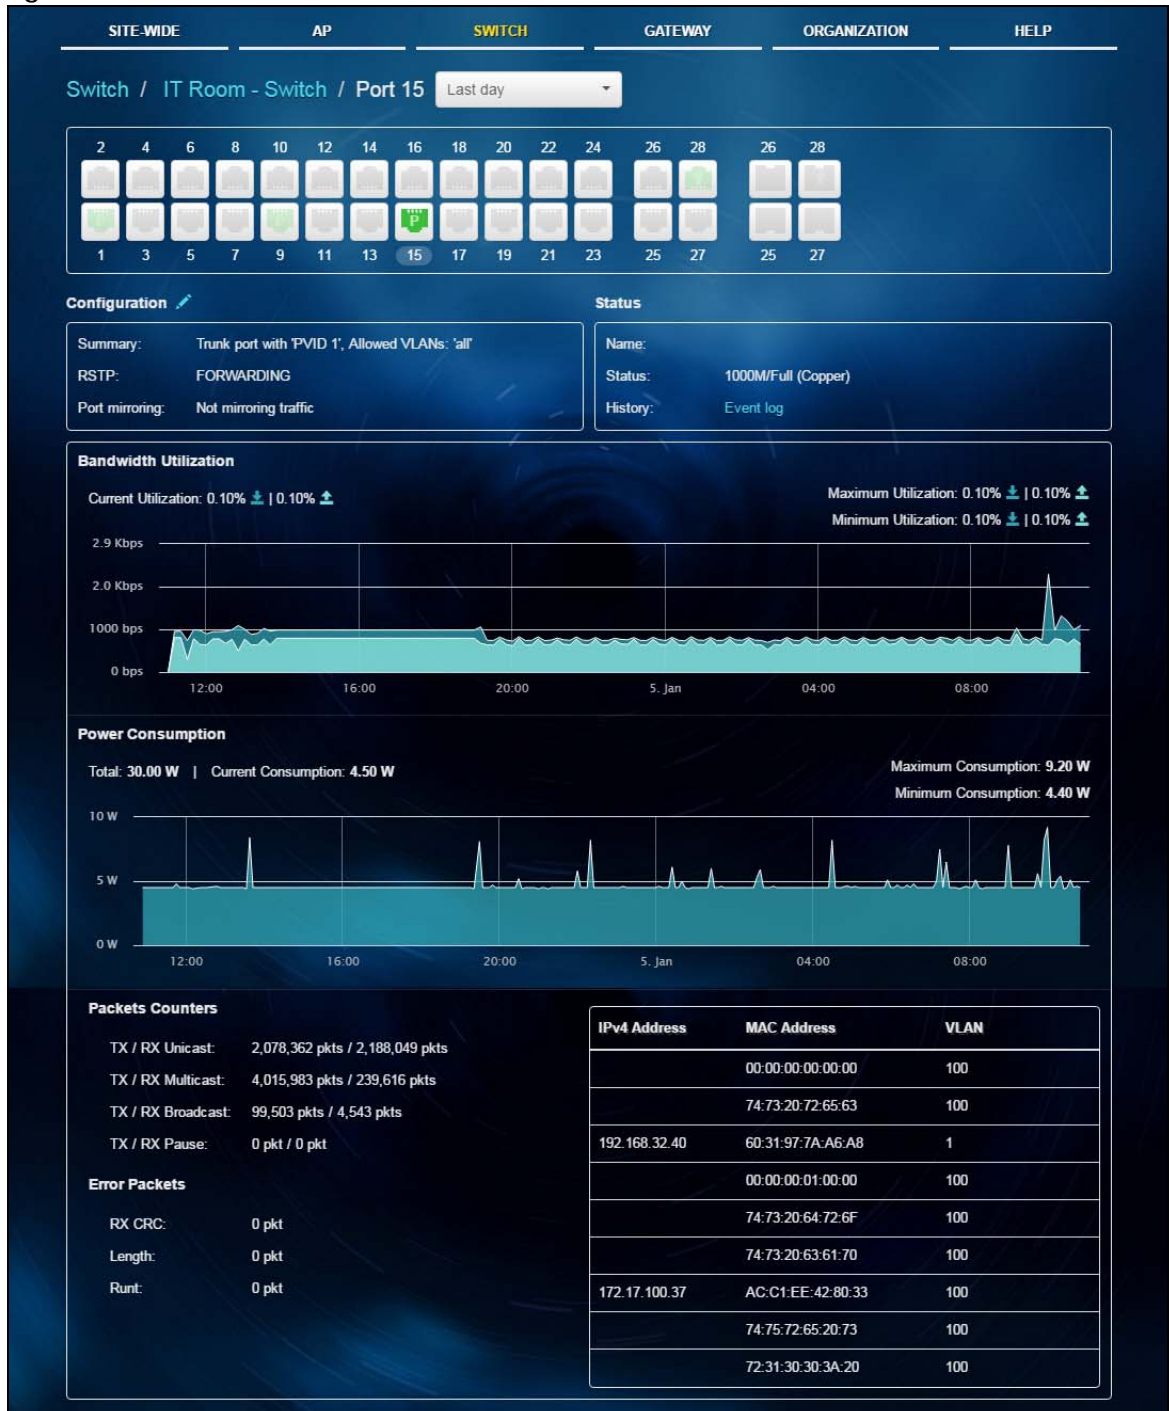 SITE-WIDE AP SWITCH GATEWAY ORGANIZATION HELP
Switch / IT Room - Switch / Port 15 Last day
2 4 6 8 10 12 14 16 18 20 22 24 26 28 26 28
P
1 3 5 7 9 11 13 15 17 19 21 23 25 27 25 27
Configuration
Summary: Trunk port with 'PVID 1', Allowed VLANs: 'all'
RSTP: FORWARDING
Port mirroring: Not mirroring traffic
Status
Name:
Status: 1000M/Full (Copper)
History: Event log
Bandwidth Utilization
Current Utilization: 0.10% | 0.10%
Maximum Utilization: 0.10% | 0.10%
Minimum Utilization: 0.10% | 0.10%
2.9 Kbps
2.0 Kbps
1000 bps
0 bps
12:00 16:00 20:00 5. Jan 04:00 08:00
Power Consumption
Total: 30.00 W | Current Consumption: 4.50 W
Maximum Consumption: 9.20 W
Minimum Consumption: 4.40 W
10 W
5 W
0 W
12:00 16:00 20:00 5. Jan 04:00 08:00
Packets Counters
TX / RX Unicast: 2,078,362 pkts / 2,188,049 pkts
TX / RX Multicast: 4,015,983 pkts / 239,616 pkts
TX / RX Broadcast: 99,503 pkts / 4,543 pkts
TX / RX Pause: 0 pkt / 0 pkt
Error Packets
RX CRC: 0 pkt
Length: 0 pkt
Runt: 0 pkt
IPv4 Address MAC Address VLAN
00:00:00:00:00:00 100
74:73:20:72:65:63 100
192.168.32.40 60:31:97:7A:A6:A8 1
00:00:00:01:00:00 100
74:73:20:64:72:6F 100
74:73:20:63:61:70 100
172.17.100.37 AC:C1:EE:42:80:33 100
74:75:72:65:20:73 100
72:31:30:30:3A:20 100